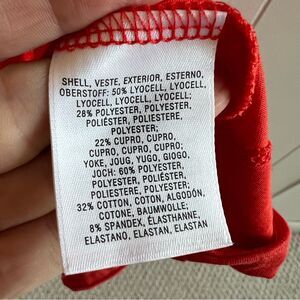 SHELL, VESTE, EXTERIOR, ESTERNO,
OBERSTOFF: 50% LYOCELL, LYOCELL,
LYOCELL, LYOCELL, LYOCELL;
28% POLYESTER, POLYESTER,
POLIÉSTER, POLIESTERE,
POLYESTER;
22% CUPRO, CUPRO,
CUPRO, CUPRO, CUPRO;
YOKE, JOUG, YUGO, GIOGO,
JOCH: 60% POLYESTER,
POLYESTER, POLIÉSTER,
POLIESTERE, POLYESTER;
32% COTTON, COTON, ALGODÓN,
COTONE, BAUMWOLLE;
8% SPANDEX, ÉLASTHANNE,
ELASTANO, ELASTAN, ELASTAN